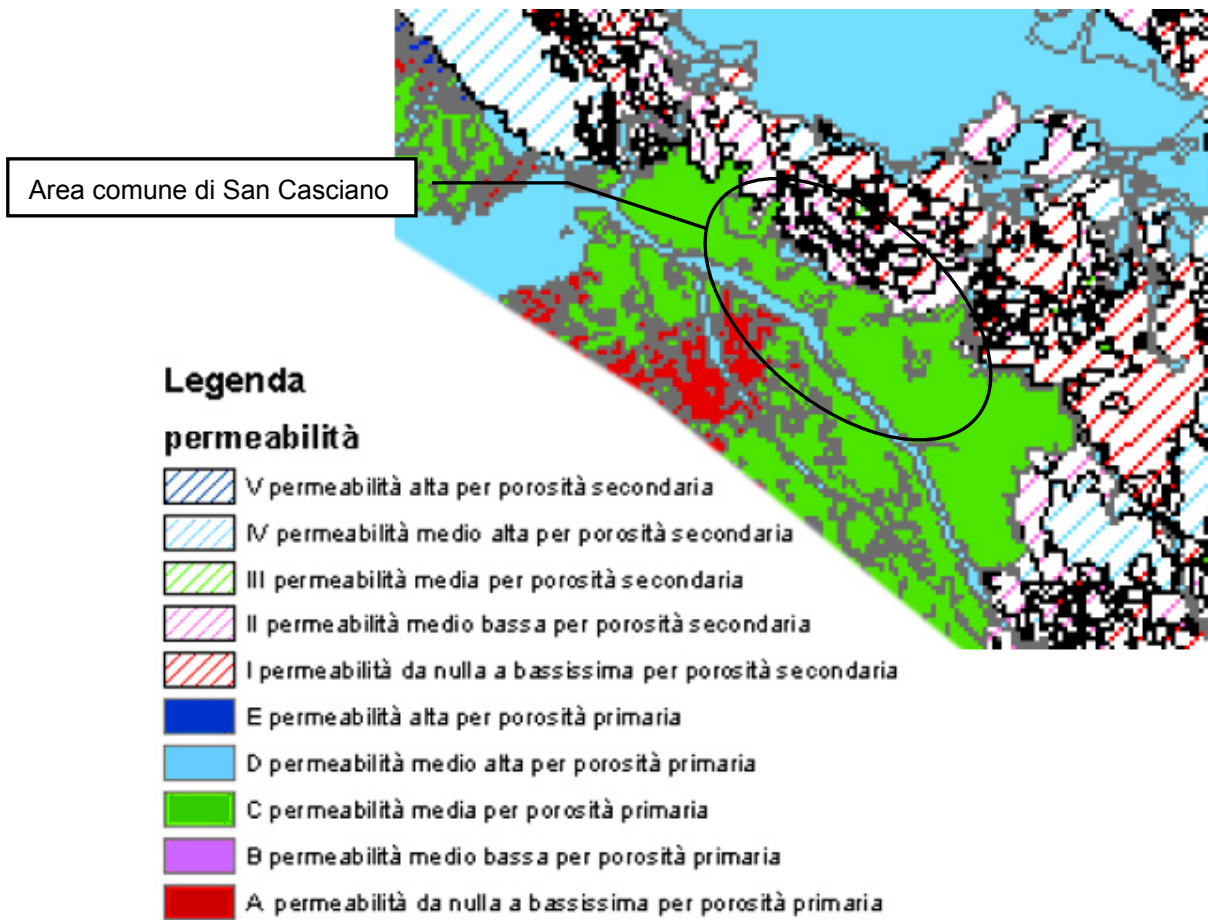 Area comune di San Casciano
Legenda
permeabilità
V permeabilità alta per porosità secondaria
IV permeabilità medio alta per porosità secondaria
III permeabilità media per porosità secondaria
II permeabilità medio bassa per porosità secondaria
I permeabilità da nulla a bassissima per porosità secondaria
E permeabilità alta per porosità primaria
D permeabilità medio alta per porosità primaria
C permeabilità media per porosità primaria
B permeabilità medio bassa per porosità primaria
A permeabilità da nulla a bassissima per porosità primaria